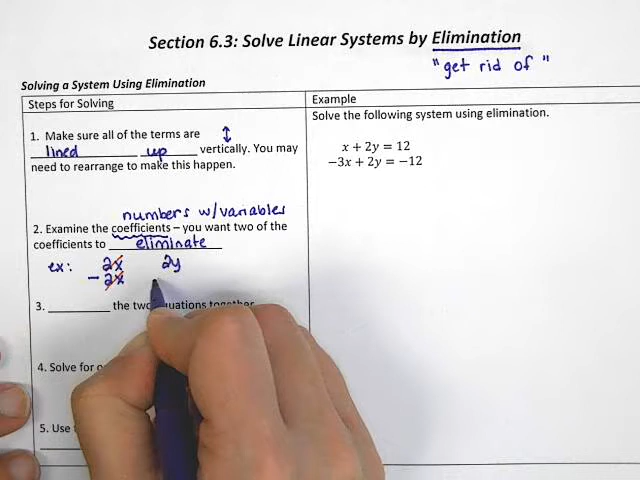 Section 6.3: Solve Linear Systems by Elimination
"get rid of"
Solving a System Using Elimination
Steps for Solving
Example
Solve the following system using elimination.
x + 2y = 12
−3x + 2y = −12
1. Make sure all of the terms are ↕
lined up vertically. You may
need to rearrange to make this happen.
numbers w/variables
2. Examine the coefficients – you want two of the
coefficients to eliminate
ex: 2x 2y
- 2x
3. ________ the two equations together
4. Solve for
5. Use